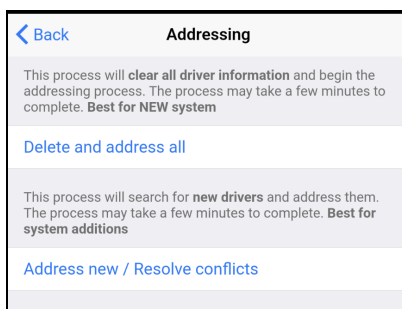 Back
Addressing
This process will clear all driver information and begin the
addressing process. The process may take a few minutes to
complete. Best for NEW system
Delete and address all
This process will search for new drivers and address them.
The process may take a few minutes to complete. Best for
system additions
Address new / Resolve conflicts